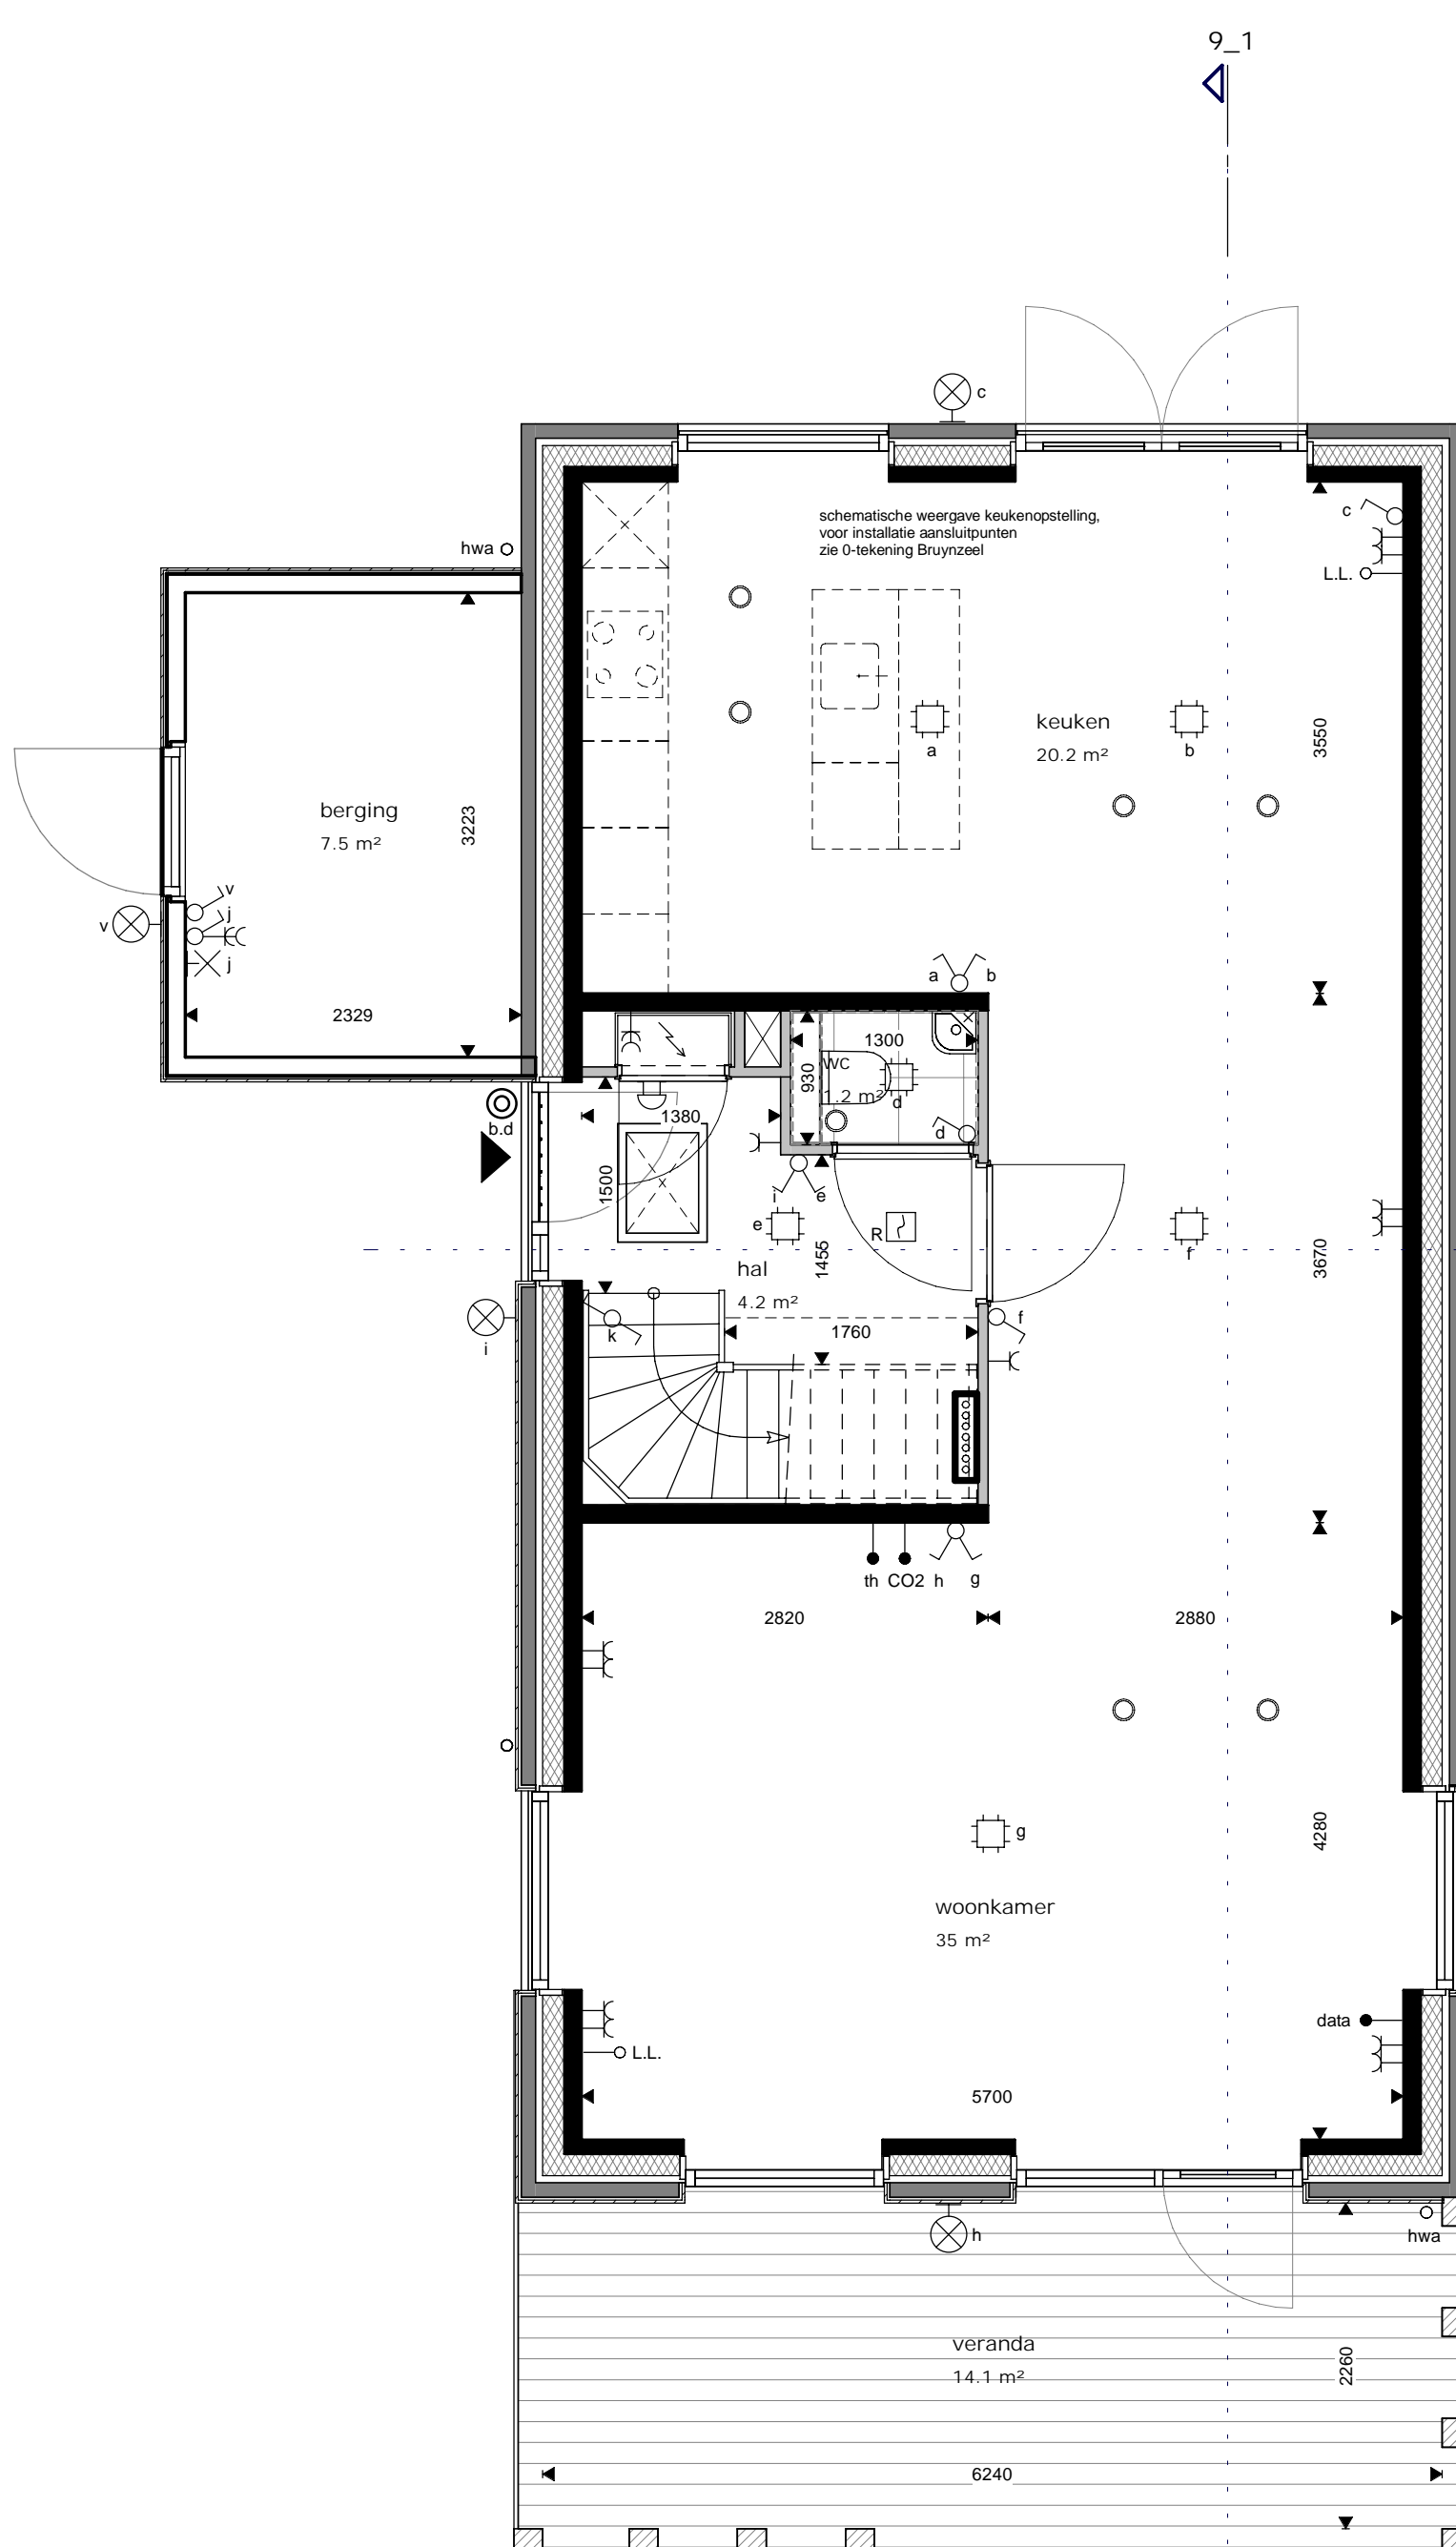 9_1
c
schematische weergave keukenopstelling,
voor installatie aansluitpunten
zie 0-tekening Bruynzeel
c
hwa
L.L.
keuken
20.2 m²
a
b
3550
berging
7.5 m²
3223
v
j
v
j
a
b
2329
1300
WC
1.2 m²
930
d
d
b.d
1380
1500
i
e
e
R
1455
f
3670
hal
4.2 m²
i
k
1760
f
th
CO2
h
g
2820
2880
g
4280
woonkamer
35 m²
data
L.L.
5700
h
hwa
veranda
14.1 m²
2260
6240